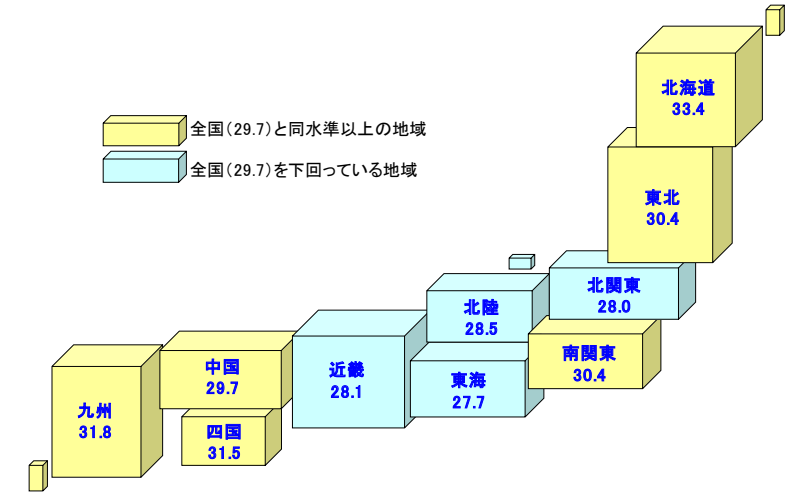 全国(29.7)と同水準以上の地域
全国(29.7)を下回っている地域
北海道
33.4
東北
30.4
北関東
28.0
北陸
28.5
南関東
30.4
東海
27.7
近畿
28.1
中国
29.7
四国
31.5
九州
31.8